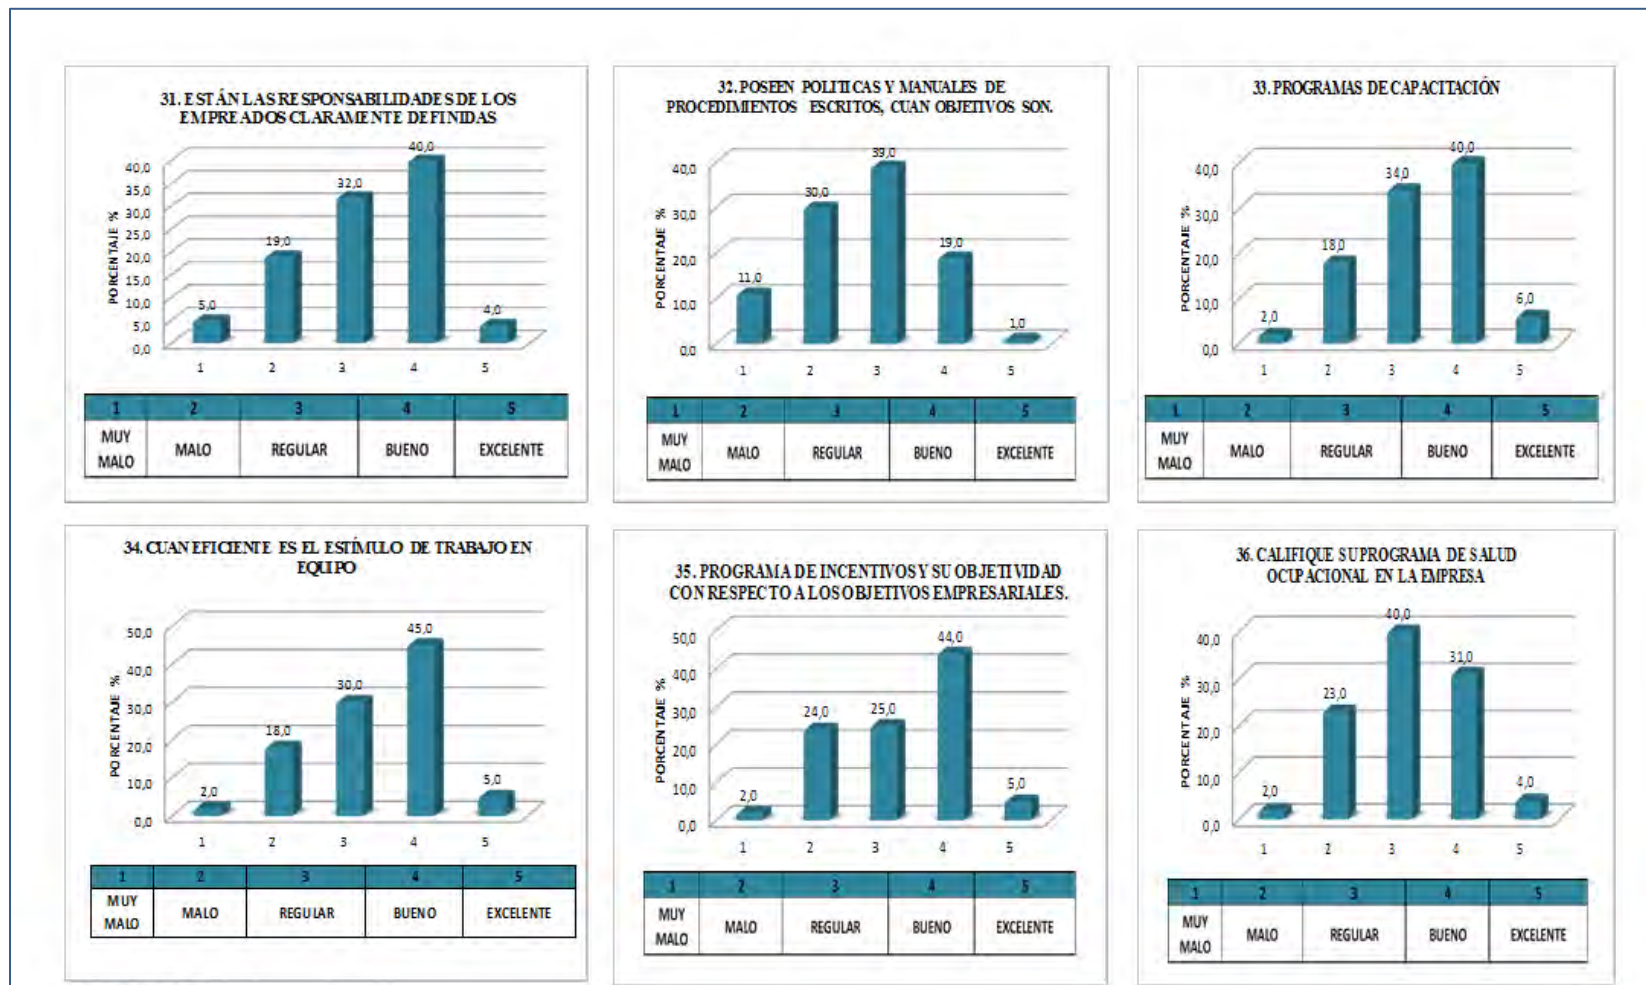 31. ESTÁN LAS RESPONSABILIDADES DE LOS
EMPREADOS CLARAMENTE DEFINIDAS
PORCENTAJE %
40,0
35,0
30,0
25,0
20,0
15,0
10,0
5,0
0,0
5,0
19,0
32,0
40,0
4,0
1 2 3 4 5
1 2 3 4 5
MUY
MALO
MALO REGULAR BUENO EXCELENTE
32. POSEEN POLITICAS Y MANUALES DE
PROCEDIMIENTOS ESCRITOS, CUAN OBJETIVOS SON.
PORCENTAJE %
40,0
30,0
20,0
10,0
0,0
11,0
30,0
39,0
19,0
1,0
1 2 3 4 5
1 2 3 4 5
MUY
MALO
MALO REGULAR BUENO EXCELENTE
33. PROGRAMAS DE CAPACITACIÓN
PORCENTAJE %
40,0
30,0
20,0
10,0
0,0
2,0
18,0
34,0
40,0
6,0
1 2 3 4 5
1 2 3 4 5
MUY
MALO
MALO REGULAR BUENO EXCELENTE
34. CUAN EFICIENTE ES EL ESTÍMULO DE TRABAJO EN
EQUIPO
PORCENTAJE %
50,0
40,0
30,0
20,0
10,0
0,0
2,0
18,0
30,0
45,0
5,0
1 2 3 4 5
1 2 3 4 5
MUY
MALO
MALO REGULAR BUENO EXCELENTE
35. PROGRAMA DE INCENTIVOS Y SU OBJETIVIDAD
CON RESPECTO A LOS OBJETIVOS EMPRESARIALES.
PORCENTAJE %
50,0
40,0
30,0
20,0
10,0
0,0
2,0
24,0
25,0
44,0
5,0
1 2 3 4 5
1 2 3 4 5
MUY
MALO
MALO REGULAR BUENO EXCELENTE
36. CALIFIQUE SU PROGRAMA DE SALUD
OCUPACIONAL EN LA EMPRESA
PORCENTAJE %
40,0
30,0
20,0
10,0
0,0
2,0
23,0
40,0
31,0
4,0
1 2 3 4 5
1 2 3 4 5
MUY
MALO
MALO REGULAR BUENO EXCELENTE